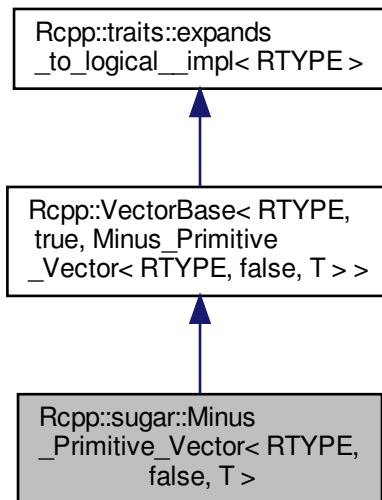 Rcpp::traits::expands
_to_logical__impl< RTYPE >
Rcpp::VectorBase< RTYPE,
true, Minus_Primitive
_Vector< RTYPE, false, T > >
Rcpp::sugar::Minus
_Primitive_Vector< RTYPE,
false, T >